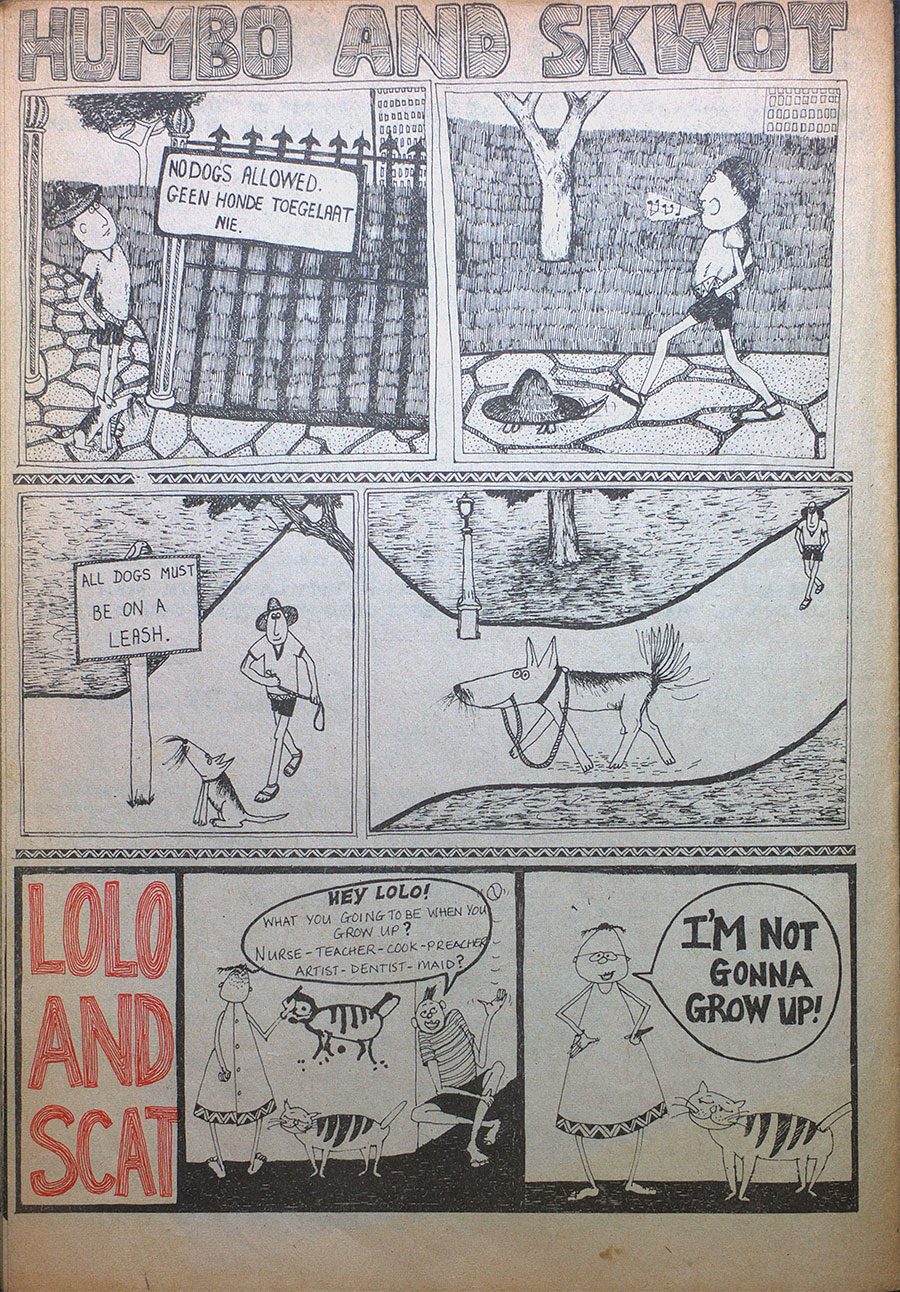 HUMBO AND SKWOT
NO DOGS ALLOWED.
GEEN HONDE TOEGELAAT
NIE.
ALL DOGS MUST
BE ON A
LEASH.
LOLO
AND
SCAT
HEY LOLO!
WHAT YOU GOING TO BE WHEN YOU
GROW UP?
NURSE-TEACHER-COOK-PREACHER
ARTIST-DENTIST-MAID?
I'M NOT
GONNA
GROW UP!